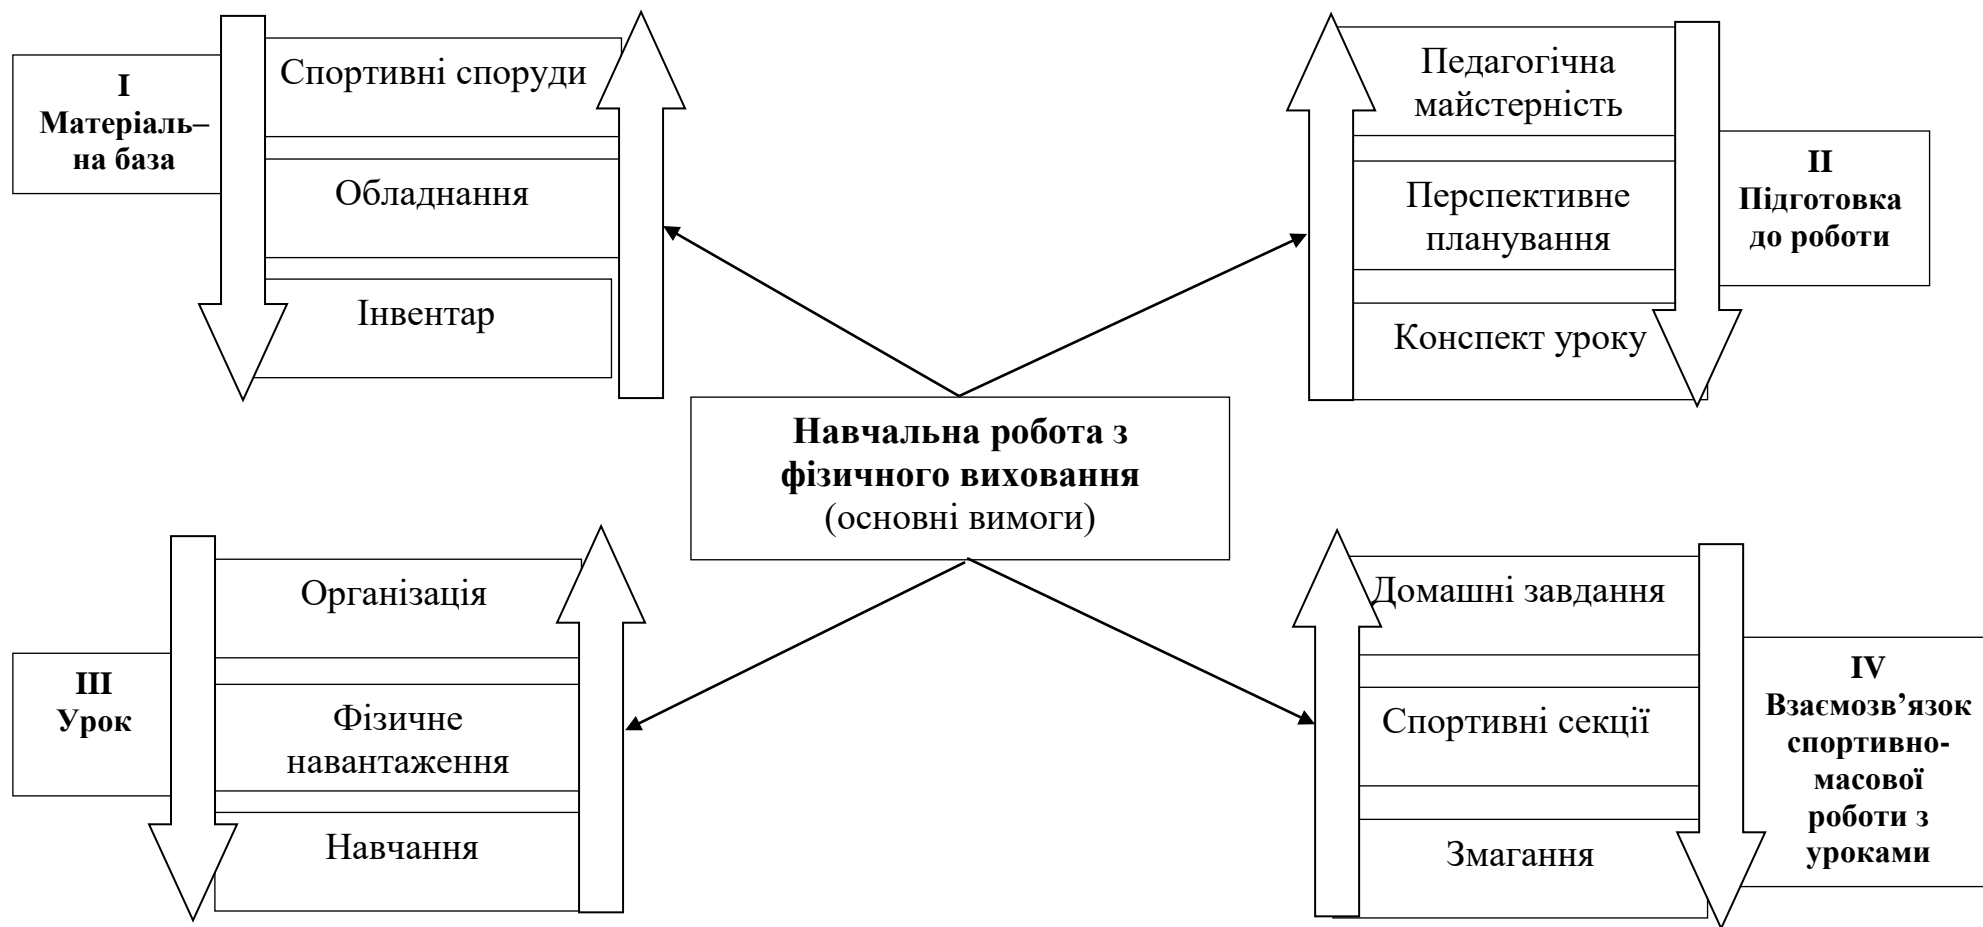 І
Матеріаль–
на база
Спортивні споруди
Обладнання
Інвентар
Педагогічна
майстерність
Перспективне
планування
Конспект уроку
ІІ
Підготовка
до роботи
Навчальна робота з
фізичного виховання
(основні вимоги)
ІІІ
Урок
Організація
Фізичне
навантаження
Навчання
Домашні завдання
Спортивні секції
Змагання
IV
Взаємозв’язок
спортивно-
масової
роботи з
уроками